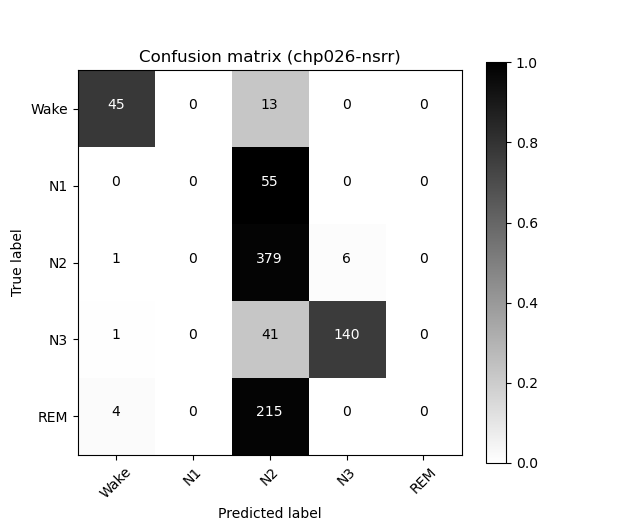 Confusion matrix (chp026-nsrr)
True label
Wake 45 0 13 0 0
N1 0 0 55 0 0
N2 1 0 379 6 0
N3 1 0 41 140 0
REM 4 0 215 0 0
Wake N1 N2 N3 REM
Predicted label
1.0
0.8
0.6
0.4
0.2
0.0